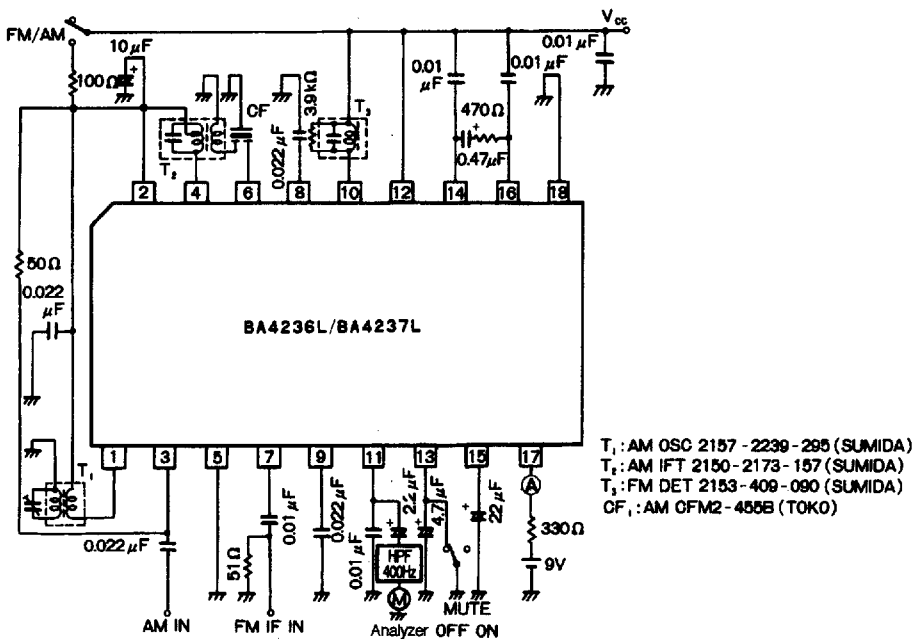 FM/AM
Vcc
10µF
0.01µF
100Ω
0.01
µF
0.01µF
CF
0.022µF
3.9kΩ
T₃
470Ω
+
0.47µF
T₂
2
4
6
8
10
12
14
16
18
50Ω
0.022
µF
BA4236L/BA4237L
T₁
1
3
5
7
9
11
13
15
17
T₁: AM OSC 2157-2239-295 (SUMIDA)
T₂: AM IFT 2150-2173-157 (SUMIDA)
T₃: FM DET 2153-409-090 (SUMIDA)
CF₁: AM CFM2-455B (TOKO)
0.022µF
51Ω
0.01µF
0.022µF
0.01µF
2.2µF
4.7µF
22µF
A
330Ω
9V
HPF
400Hz
M
AM IN
FM IF IN
MUTE
Analyzer OFF ON